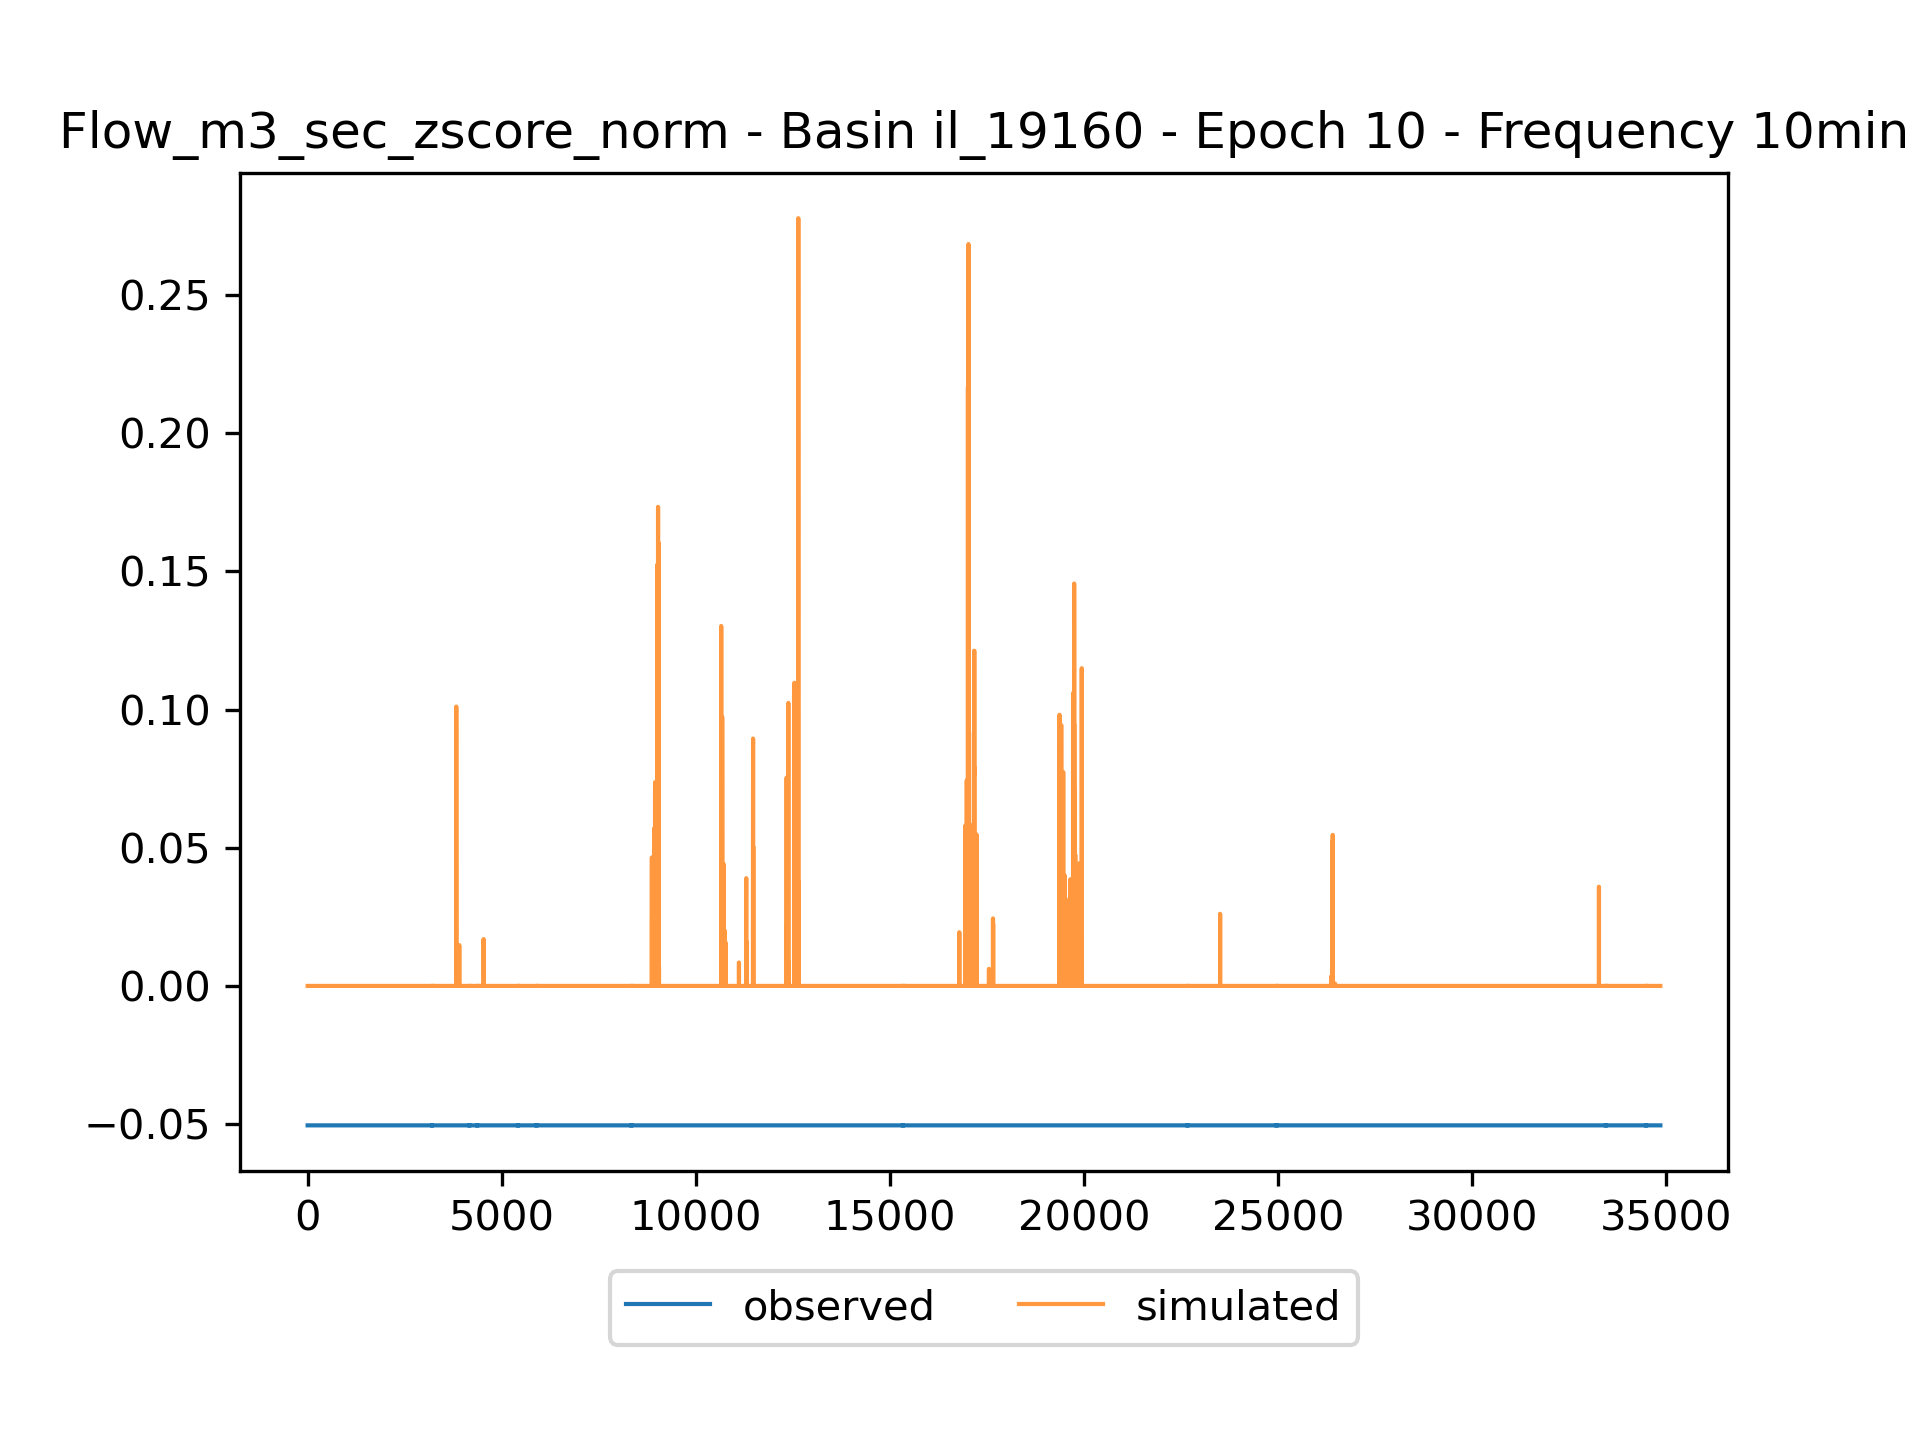 Flow_m3_sec_zscore_norm - Basin il_19160 - Epoch 10 - Frequency 10min
0.25
0.20
0.15
0.10
0.05
0.00
−0.05
0 5000 10000 15000 20000 25000 30000 35000
observed simulated